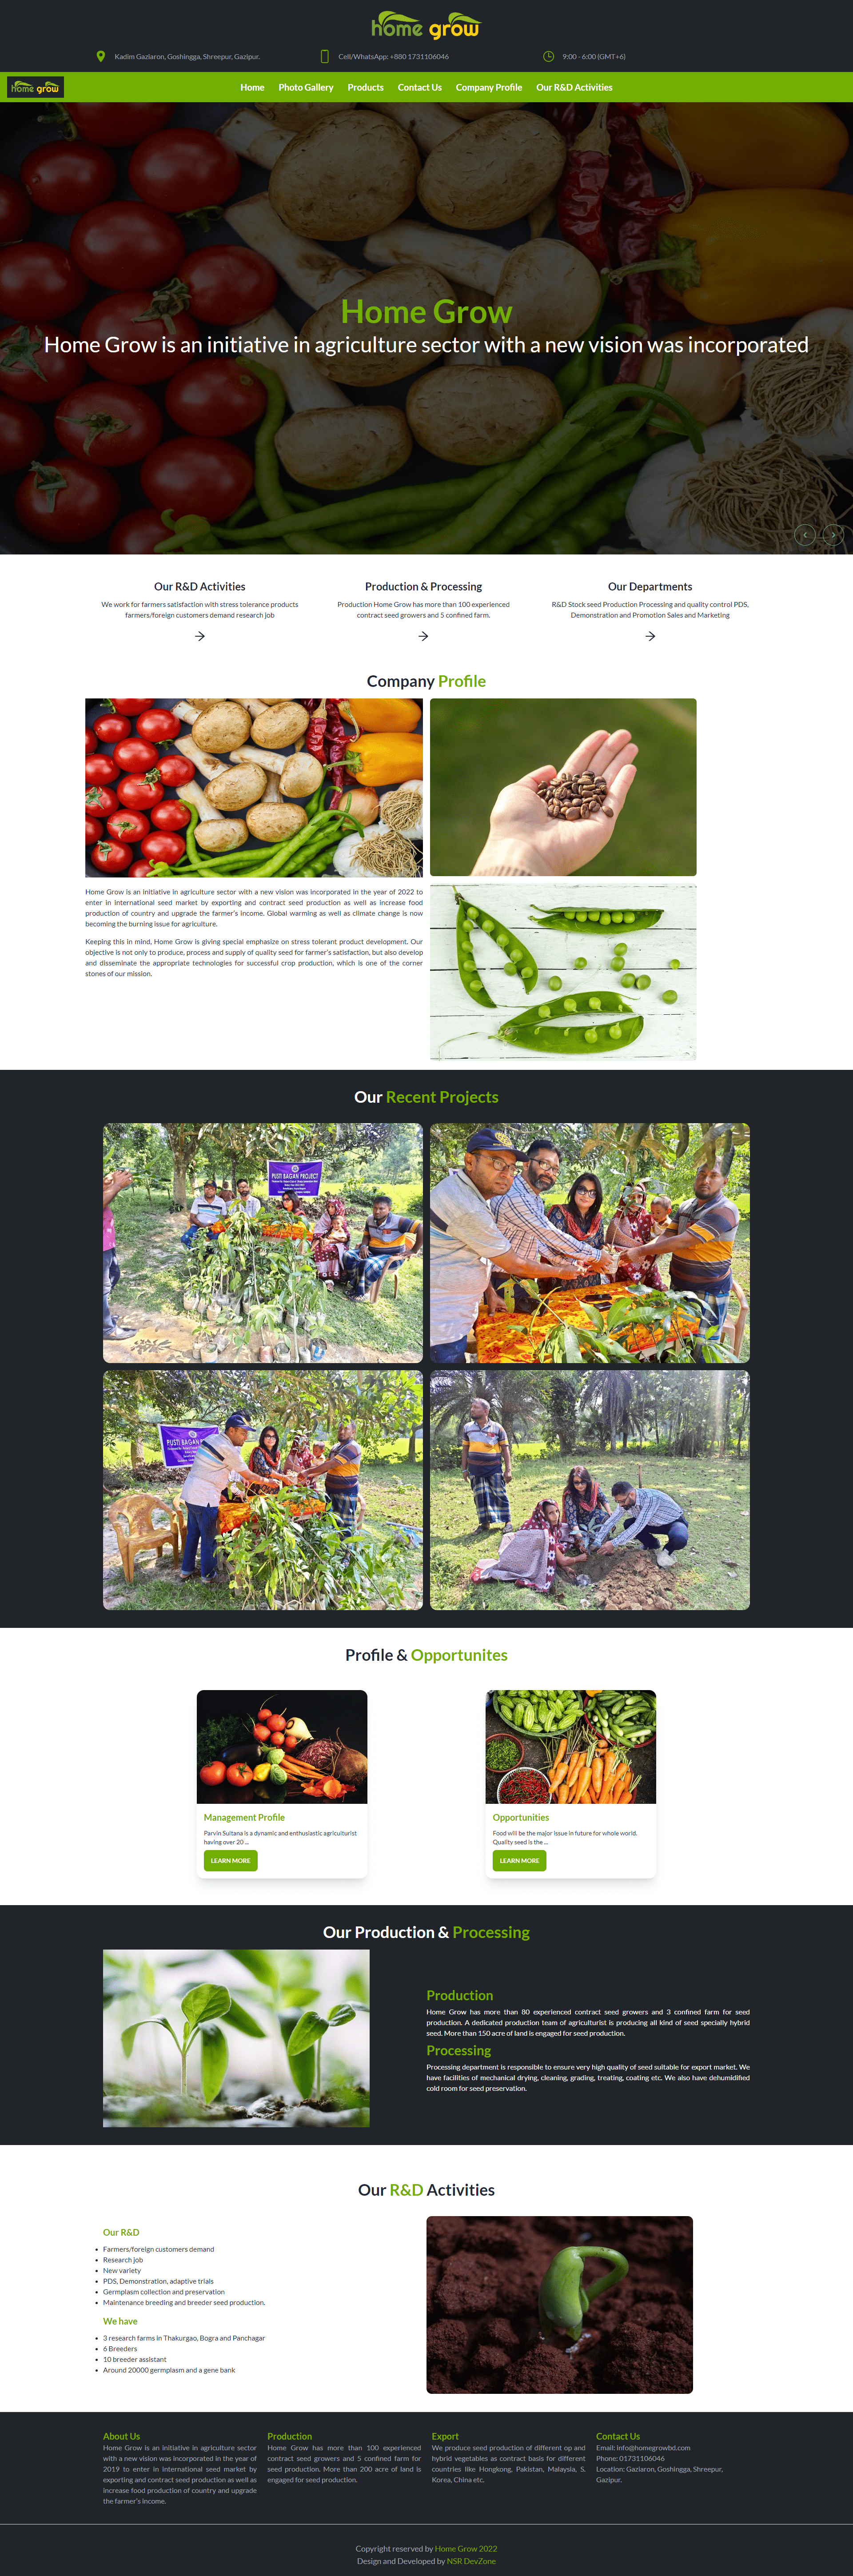 home grow
Kadim Gaziaron, Goshingga, Shreepur, Gazipur.
Cell/WhatsApp: +880 1731106046
9:00 - 6:00 (GMT+6)
home grow
Home
Photo Gallery
Products
Contact Us
Company Profile
Our R&D Activities
Home Grow
Home Grow is an initiative in agriculture sector with a new vision was incorporated
Our R&D Activities
We work for farmers satisfaction with stress tolerance products
farmers/foreign customers demand research job
Production & Processing
Production Home Grow has more than 100 experienced
contract seed growers and 5 confined farm.
Our Departments
R&D Stock seed Production Processing and quality control PDS,
Demonstration and Promotion Sales and Marketing
Company Profile
Home Grow is an initiative in agriculture sector with a new vision was incorporated in the year of 2022 to
enter in international seed market by exporting and contract seed production as well as increase food
production of country and upgrade the farmer's income. Global warming as well as climate change is now
becoming the burning issue for agriculture.
Keeping this in mind, Home Grow is giving special emphasize on stress tolerant product development. Our
objective is not only to produce, process and supply of quality seed for farmer's satisfaction, but also develop
and disseminate the appropriate technologies for successful crop production, which is one of the corner
stones of our mission.
Our Recent Projects
PUSTI BAGAN PROJECT
PUSTI BAGAN
Profile & Opportunites
Management Profile
Parvin Sultana is a dynamic and enthusiastic agriculturist
having over 20 ...
LEARN MORE
Opportunities
Food will be the major issue in future for whole world.
Quality seed is the ...
LEARN MORE
Our Production & Processing
Production
Home Grow has more than 80 experienced contract seed growers and 3 confined farm for seed
production. A dedicated production team of agriculturist is producing all kind of seed specially hybrid
seed. More than 150 acre of land is engaged for seed production.
Processing
Processing department is responsible to ensure very high quality of seed suitable for export market. We
have facilities of mechanical drying, cleaning, grading, treating, coating etc. We also have dehumidified
cold room for seed preservation.
Our R&D Activities
Our R&D
Farmers/foreign customers demand
Research job
New variety
PDS, Demonstration, adaptive trials
Germplasm collection and preservation
Maintenance breeding and breeder seed production.
We have
3 research farms in Thakurgao, Bogra and Panchagar
6 Breeders
10 breeder assistant
Around 20000 germplasm and a gene bank
About Us
Home Grow is an initiative in agriculture sector
with a new vision was incorporated in the year of
2019 to enter in international seed market by
exporting and contract seed production as well as
increase food production of country and upgrade
the farmer's income.
Production
Home Grow has more than 100 experienced
contract seed growers and 5 confined farm for
seed production. More than 200 acre of land is
engaged for seed production.
Export
We produce seed production of different op and
hybrid vegetables as contract basis for different
countries like Hongkong, Pakistan, Malaysia, S.
Korea, China etc.
Contact Us
Email: info@homegrowbd.com
Phone: 01731106046
Location: Gaziaron, Goshingga, Shreepur,
Gazipur.
Copyright reserved by Home Grow 2022
Design and Developed by NSR DevZone